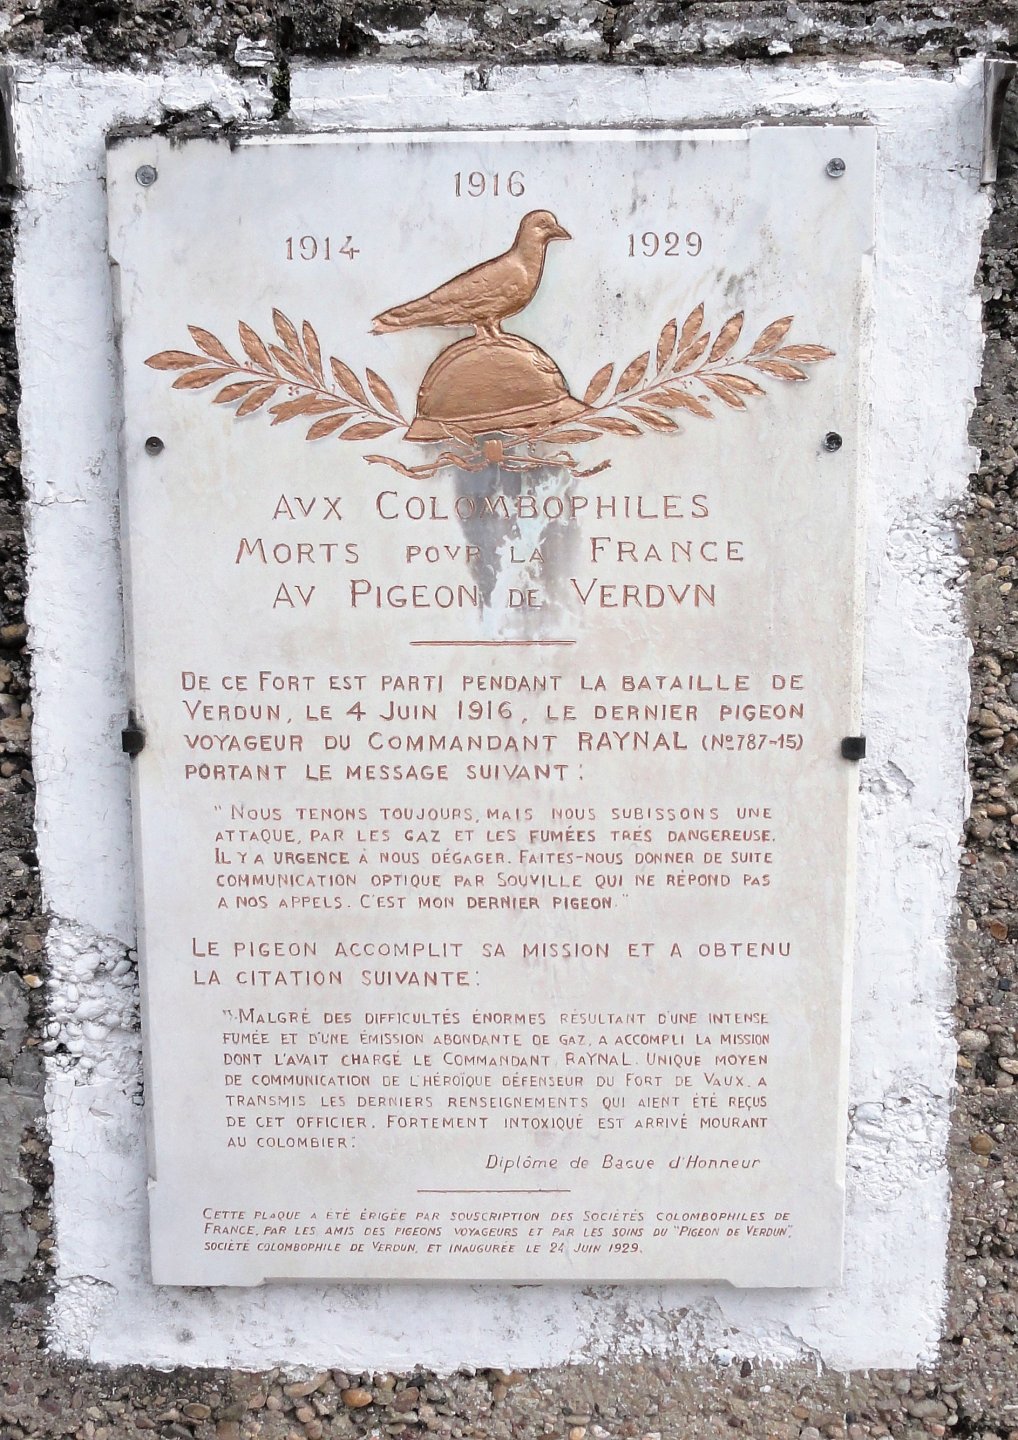 1916
1914
1929
AVX COLOMBOPHILES
MORTS POVR LA FRANCE
AV PIGEON DE VERDVN
DE CE FORT EST PARTI PENDANT LA BATAILLE DE
VERDUN, LE 4 JUIN 1916, LE DERNIER PIGEON
VOYAGEUR DU COMMANDANT RAYNAL (No787-15)
PORTANT LE MESSAGE SUIVANT:
"NOUS TENONS TOUJOURS, MAIS NOUS SUBISSONS UNE
ATTAQUE, PAR LES GAZ ET LES FUMÉES TRÈS DANGEREUSE.
IL Y A URGENCE À NOUS DÉGAGER. FAITES-NOUS DONNER DE SUITE
COMMUNICATION OPTIQUE PAR SOUVILLE, QUI NE RÉPOND PAS
A NOS APPELS. C'EST MON DERNIER PIGEON."
LE PIGEON ACCOMPLIT SA MISSION ET A OBTENU
LA CITATION SUIVANTE:
"MALGRÉ DES DIFFICULTÉS ÉNORMES RÉSULTANT D'UNE INTENSE
FUMÉE ET D'UNE ÉMISSION ABONDANTE DE GAZ, A ACCOMPLI LA MISSION
DONT L'AVAIT CHARGÉ LE COMMANDANT RAYNAL. UNIQUE MOYEN
DE COMMUNICATION DE L'HÉROÏQUE DÉFENSEUR DU FORT DE VAUX, A
TRANSMIS LES DERNIERS RENSEIGNEMENTS QUI AIENT ÉTÉ REÇUS
DE CET OFFICIER. FORTEMENT INTOXIQUÉ EST ARRIVÉ MOURANT
AU COLOMBIER."
Diplôme de Bague d'Honneur
CETTE PLAQUE A ÉTÉ ÉRIGÉE PAR SOUSCRIPTION DES SOCIÉTÉS COLOMBOPHILES DE
FRANCE, PAR LES AMIS DES PIGEONS VOYAGEURS ET PAR LES SOINS DU "PIGEON DE VERDUN",
SOCIÉTÉ COLOMBOPHILE DE VERDUN, ET INAUGURÉE LE 24 JUIN 1929.